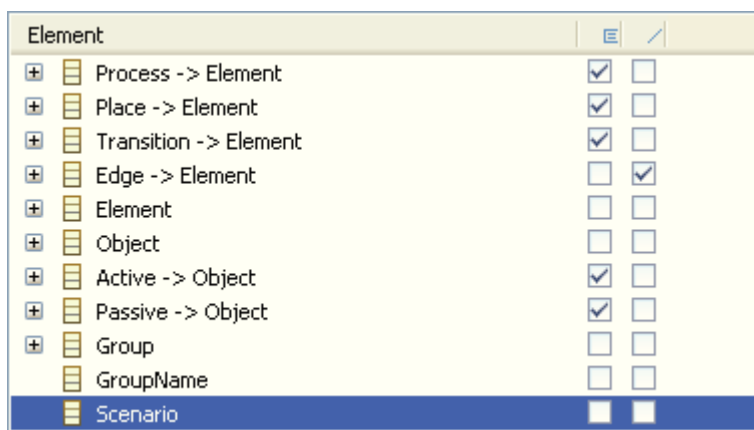 Element
Process -> Element
Place -> Element
Transition -> Element
Edge -> Element
Element
Object
Active -> Object
Passive -> Object
Group
GroupName
Scenario